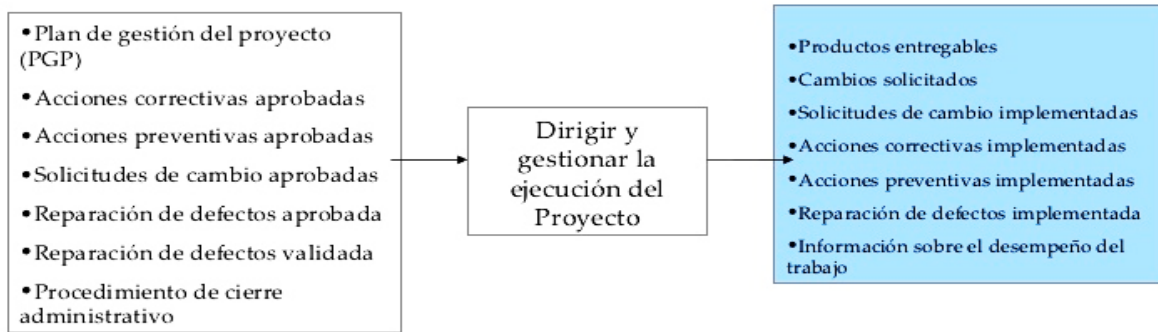 •Plan de gestión del proyecto
(PGP)
•Acciones correctivas aprobadas
•Acciones preventivas aprobadas
•Solicitudes de cambio aprobadas
•Reparación de defectos aprobada
•Reparación de defectos validada
•Procedimiento de cierre
administrativo
Dirigir y
gestionar la
ejecución del
Proyecto
•Productos entregables
•Cambios solicitados
•Solicitudes de cambio implementadas
•Acciones correctivas implementadas
•Acciones preventivas implementadas
•Reparación de defectos implementada
•Información sobre el desempeño del
trabajo